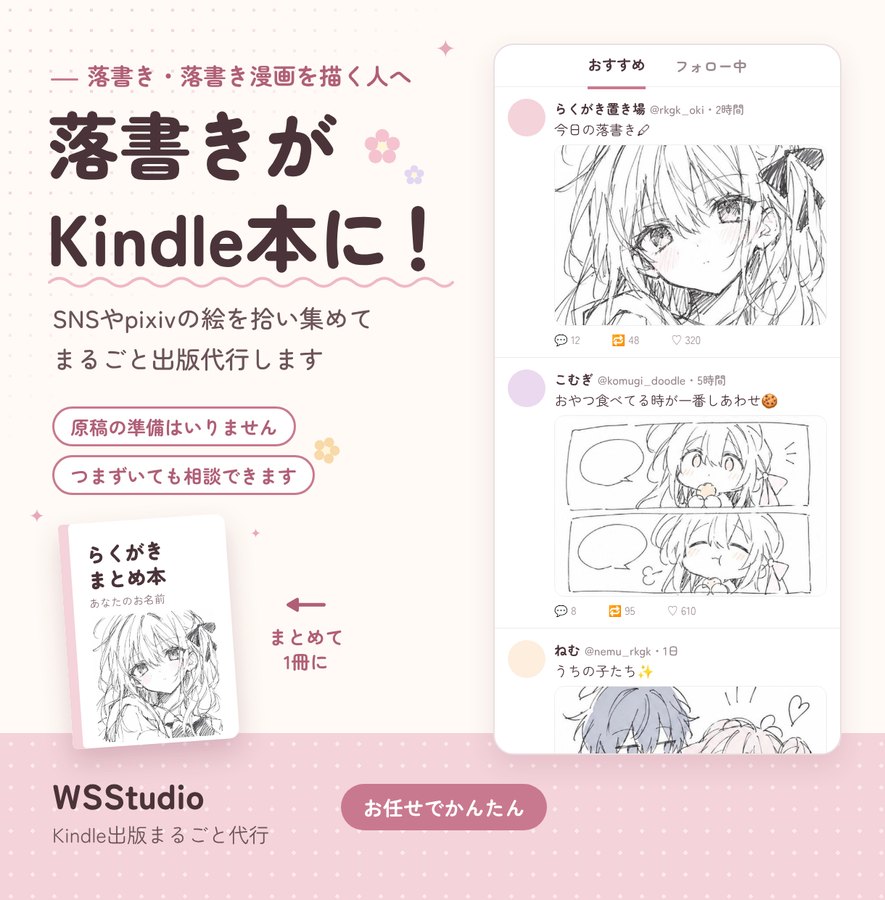 — 落書き・落書き漫画を描く人へ
落書きが
Kindle本に！
SNSやpixivの絵を拾い集めて
まるごと出版代行します
原稿の準備はいりません
つまずいても相談できます
らくがき
まとめ本
あなたのお名前
まとめて
1冊に
おすすめ フォロー中
らくがき置き場 @rkgk_oki・2時間
今日の落書き🖊
💬 12 🔁 48 ♡ 320
こむぎ @komugi_doodle・5時間
おやつ食べてる時が一番しあわせ🍪
💬 8 🔁 95 ♡ 610
ねむ @nemu_rkgk・1日
うちの子たち✨
WSStudio
Kindle出版まるごと代行
お任せでかんたん